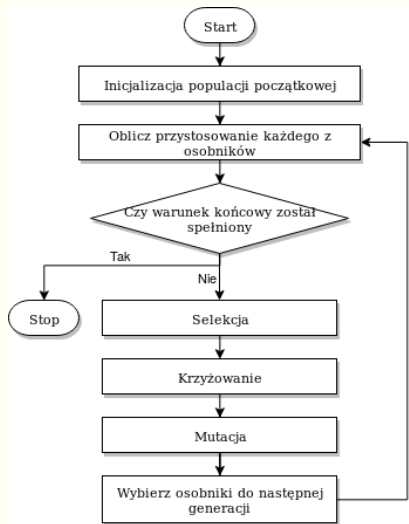 Start
Inicjalizacja populacji początkowej
Oblicz przystosowanie każdego z
osobników
Czy warunek końcowy został
spełniony
Tak
Nie
Stop
Selekcja
Krzyżowanie
Mutacja
Wybierz osobniki do następnej
generacji